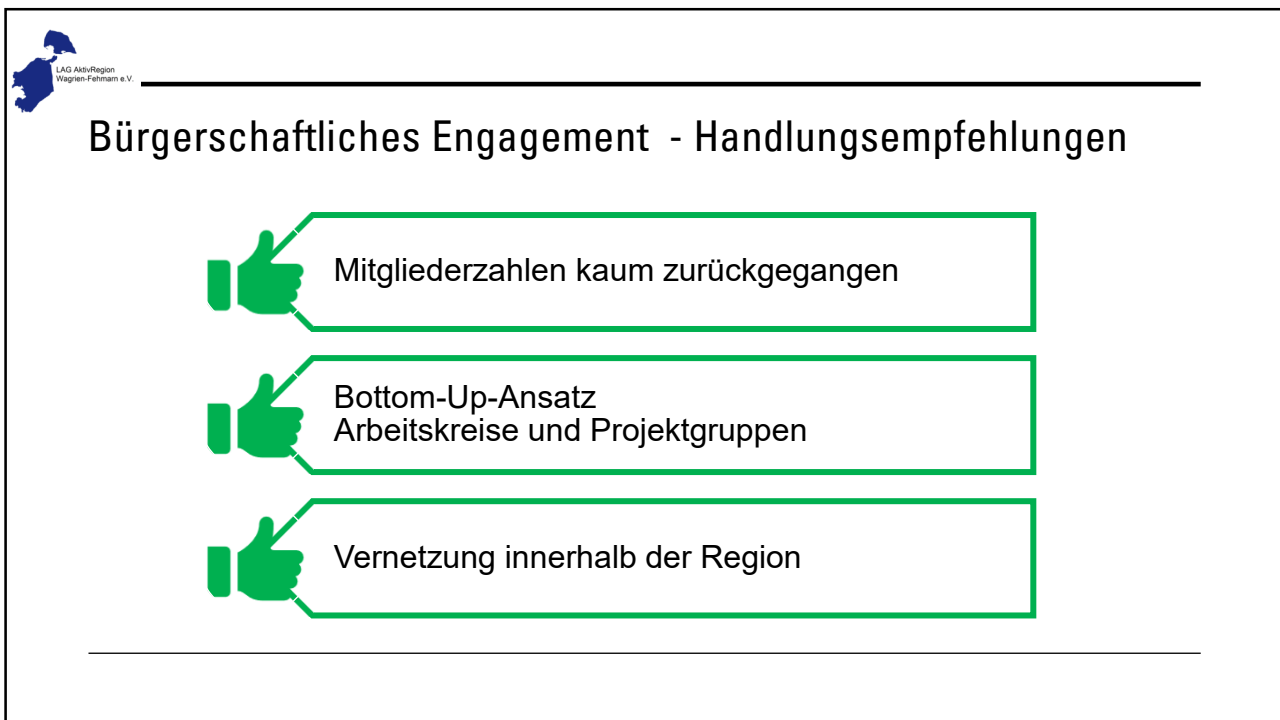 LAG AktivRegion
Wagrien-Fehmarn e.V.
Bürgerschaftliches Engagement - Handlungsempfehlungen
Mitgliederzahlen kaum zurückgegangen
Bottom-Up-Ansatz
Arbeitskreise und Projektgruppen
Vernetzung innerhalb der Region